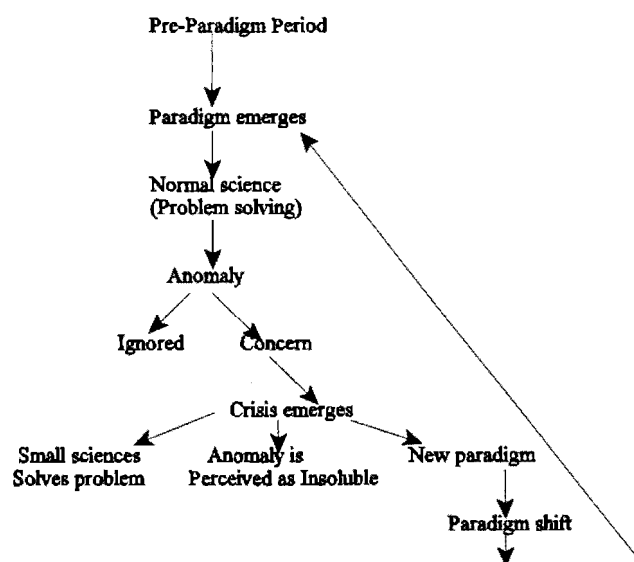 Pre-Paradigm Period
Paradigm emerges
Normal science
(Problem solving)
Anomaly
Ignored
Concern
Crisis emerges
Small sciences
Solves problem
Anomaly is
Perceived as Insoluble
New paradigm
Paradigm shift